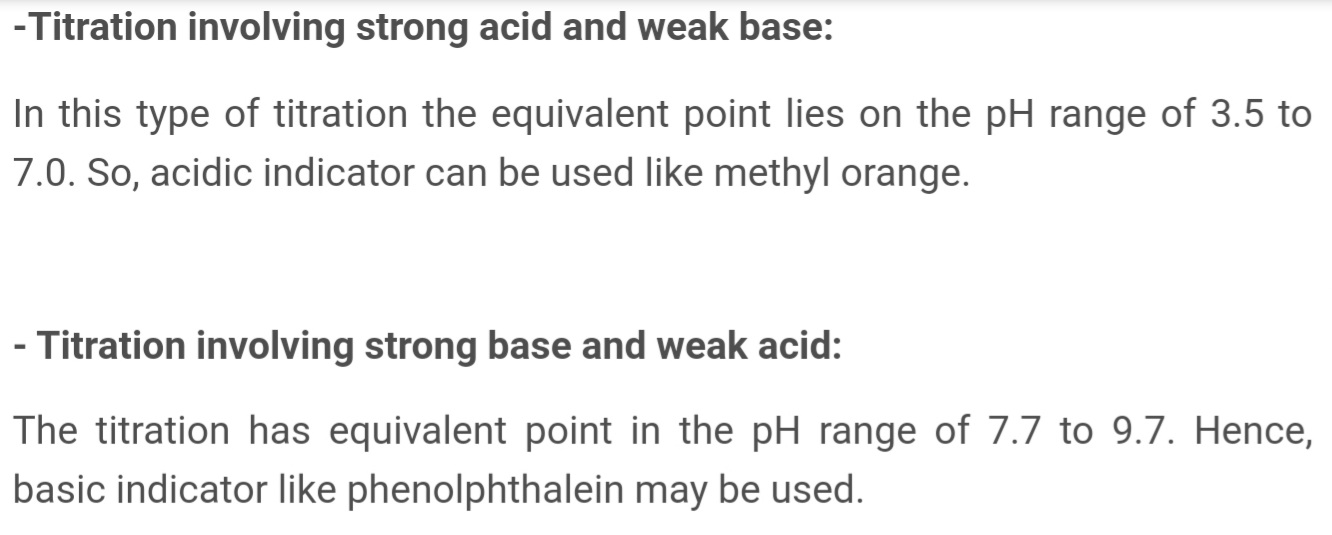 -Titration involving strong acid and weak base:
In this type of titration the equivalent point lies on the pH range of 3.5 to
7.0. So, acidic indicator can be used like methyl orange.
- Titration involving strong base and weak acid:
The titration has equivalent point in the pH range of 7.7 to 9.7. Hence,
basic indicator like phenolphthalein may be used.